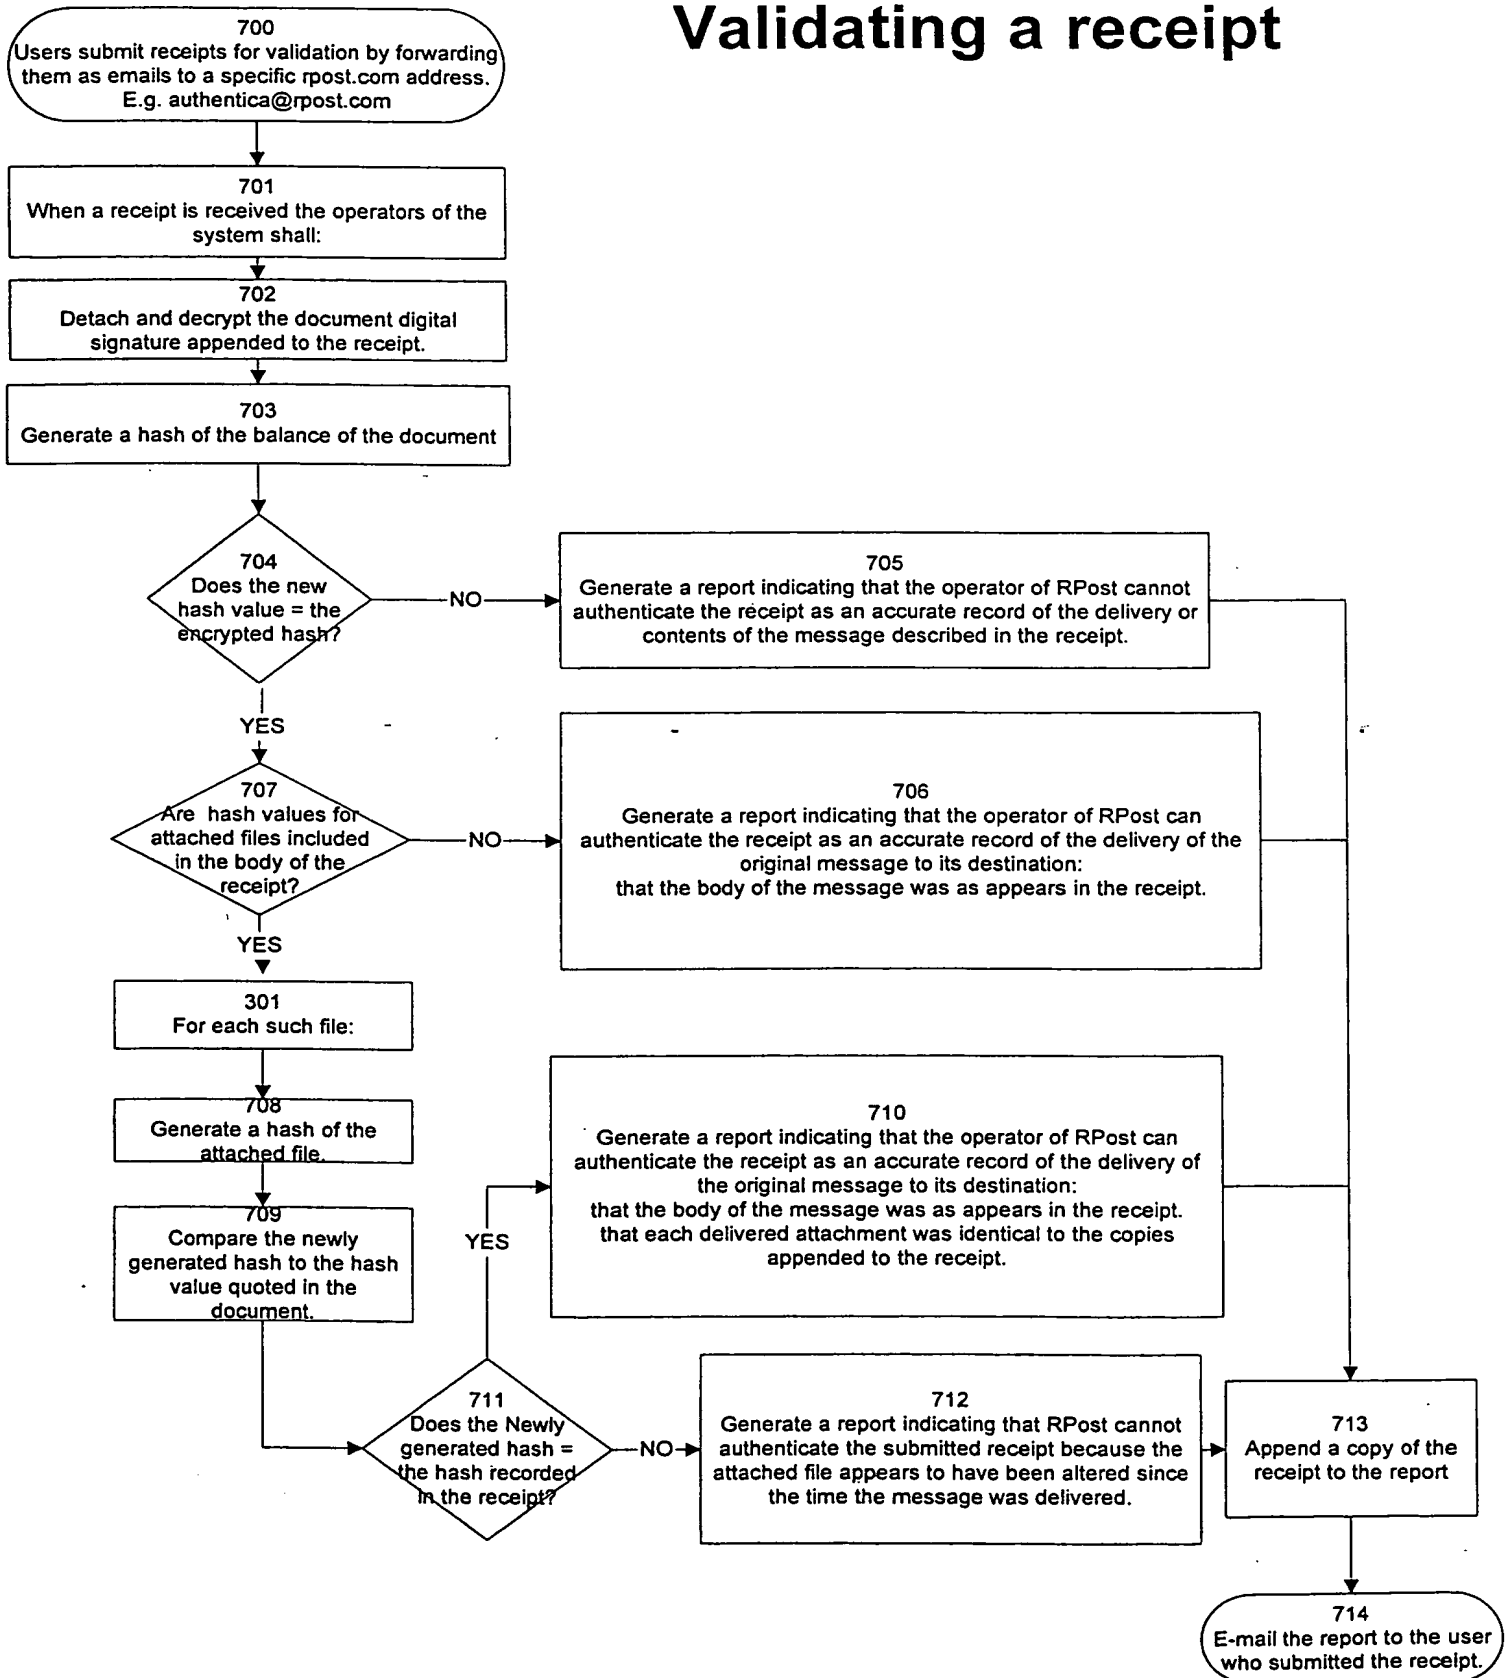 Validating a receipt
700
Users submit receipts for validation by forwarding
them as emails to a specific rpost.com address.
E.g. authentica@rpost.com
701
When a receipt is received the operators of the
system shall:
702
Detach and decrypt the document digital
signature appended to the receipt.
703
Generate a hash of the balance of the document
704
Does the new
hash value = the
encrypted hash?
NO
705
Generate a report indicating that the operator of RPost cannot
authenticate the receipt as an accurate record of the delivery or
contents of the message described in the receipt.
YES
707
Are hash values for
attached files included
in the body of the
receipt?
NO
706
Generate a report indicating that the operator of RPost can
authenticate the receipt as an accurate record of the delivery of the
original message to its destination:
that the body of the message was as appears in the receipt.
YES
301
For each such file:
708
Generate a hash of the
attached file.
709
Compare the newly
generated hash to the hash
value quoted in the
document.
YES
710
Generate a report indicating that the operator of RPost can
authenticate the receipt as an accurate record of the delivery of
the original message to its destination:
that the body of the message was as appears in the receipt.
that each delivered attachment was identical to the copies
appended to the receipt.
711
Does the Newly
generated hash =
the hash recorded
in the receipt?
NO
712
Generate a report indicating that RPost cannot
authenticate the submitted receipt because the
attached file appears to have been altered since
the time the message was delivered.
713
Append a copy of the
receipt to the report
714
E-mail the report to the user
who submitted the receipt.